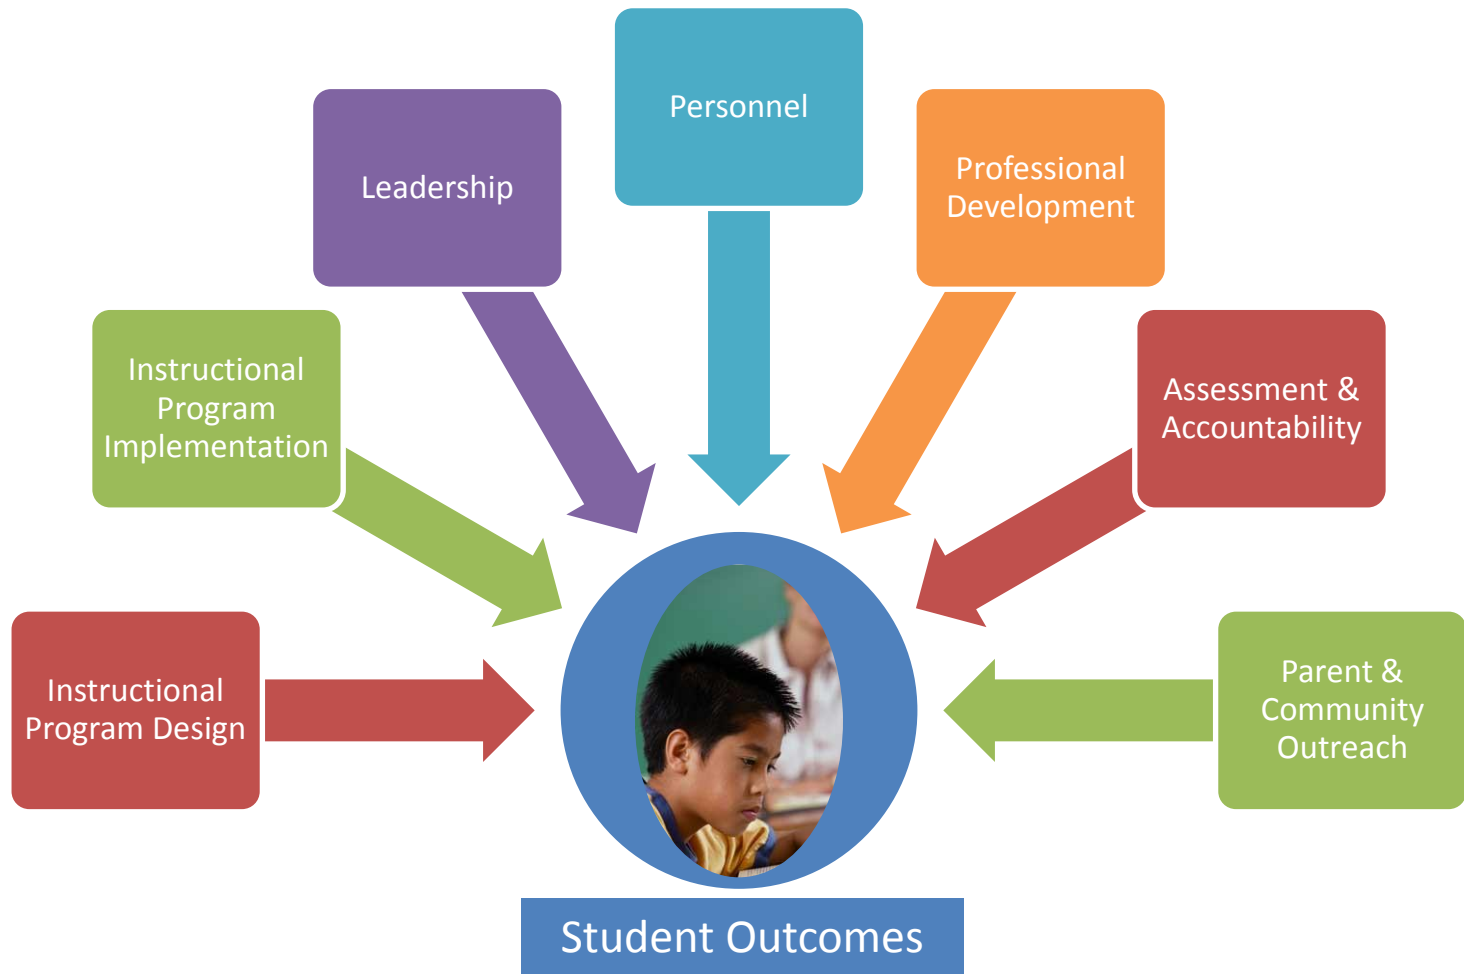 Personnel
Leadership
Professional
Development
Instructional
Program
Implementation
Assessment &
Accountability
Instructional
Program Design
Parent &
Community
Outreach
Student Outcomes